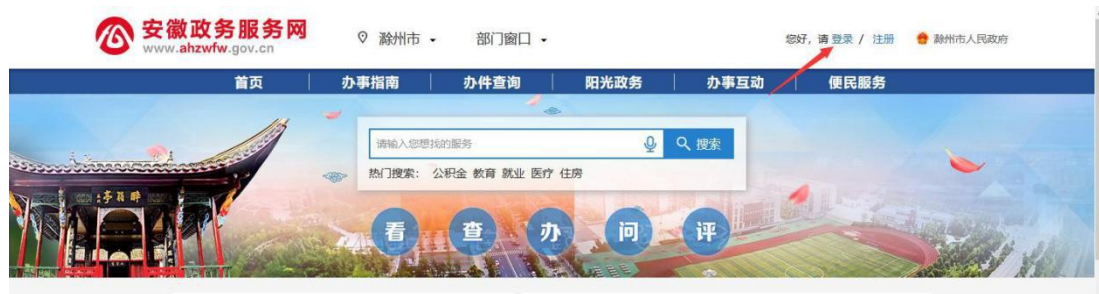 安徽政务服务网
www.ahzwfw.gov.cn
滁州市 部门窗口
您好，请 登录 / 注册 滁州市人民政府
首页 办事指南 办件查询 阳光政务 办事互动 便民服务
请输入您想找的服务 搜索
热门搜索： 公积金 教育 就业 医疗 住房
亭翁醉
看 查 办 问 评